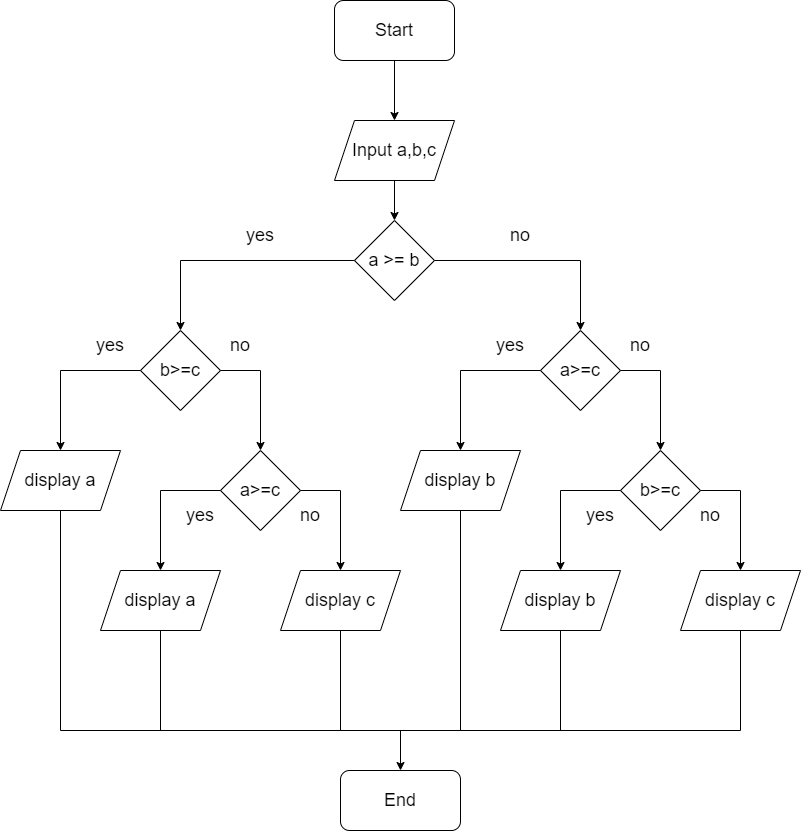 Start
Input a,b,c
yes
no
a >= b
yes
no
yes
no
b>=c
a>=c
display a
a>=c
display b
b>=c
yes
no
yes
no
display a
display c
display b
display c
End